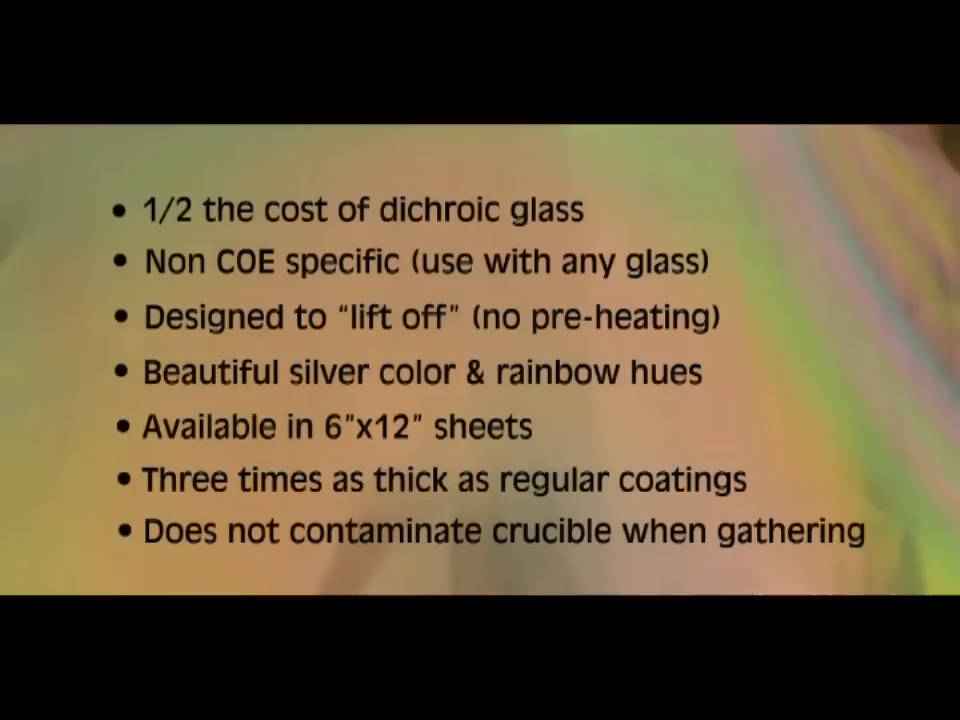 • 1/2 the cost of dichroic glass
• Non COE specific (use with any glass)
• Designed to "lift off" (no pre-heating)
• Beautiful silver color & rainbow hues
• Available in 6"x12" sheets
• Three times as thick as regular coatings
• Does not contaminate crucible when gathering